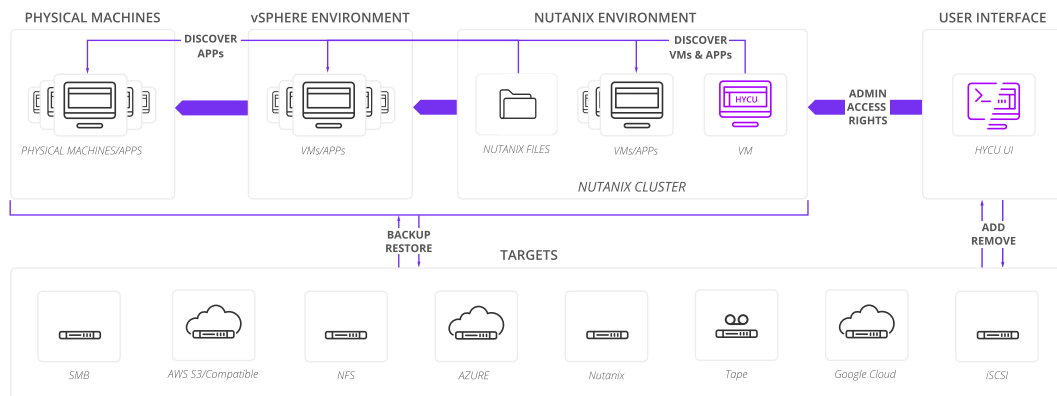 PHYSICAL MACHINES
vSPHERE ENVIRONMENT
NUTANIX ENVIRONMENT
USER INTERFACE
DISCOVER
APPs
DISCOVER
VMs & APPs
HYCU
ADMIN
ACCESS
RIGHTS
PHYSICAL MACHINES/APPS
VMs/APPs
NUTANIX FILES
VMs/APPs
VM
HYCU UI
NUTANIX CLUSTER
BACKUP
RESTORE
ADD
REMOVE
TARGETS
SMB
AWS S3/Compatible
NFS
AZURE
Nutanix
Tape
Google Cloud
iSCSI